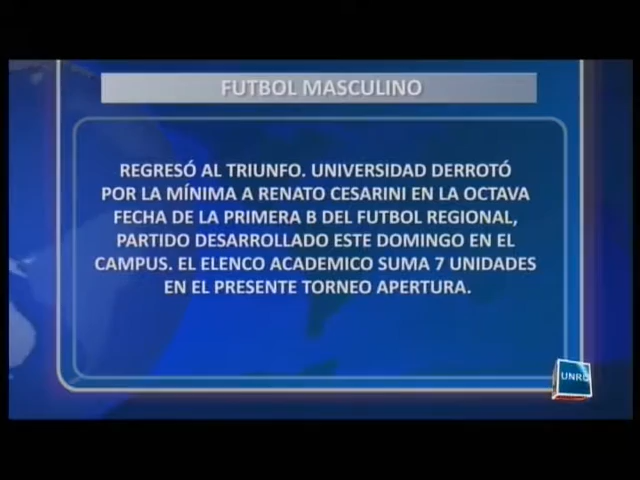 FUTBOL MASCULINO
REGRESÓ AL TRIUNFO. UNIVERSIDAD DERROTÓ
POR LA MÍNIMA A RENATO CESARINI EN LA OCTAVA
FECHA DE LA PRIMERA B DEL FUTBOL REGIONAL,
PARTIDO DESARROLLADO ESTE DOMINGO EN EL
CAMPUS. EL ELENCO ACADEMICO SUMA 7 UNIDADES
EN EL PRESENTE TORNEO APERTURA.